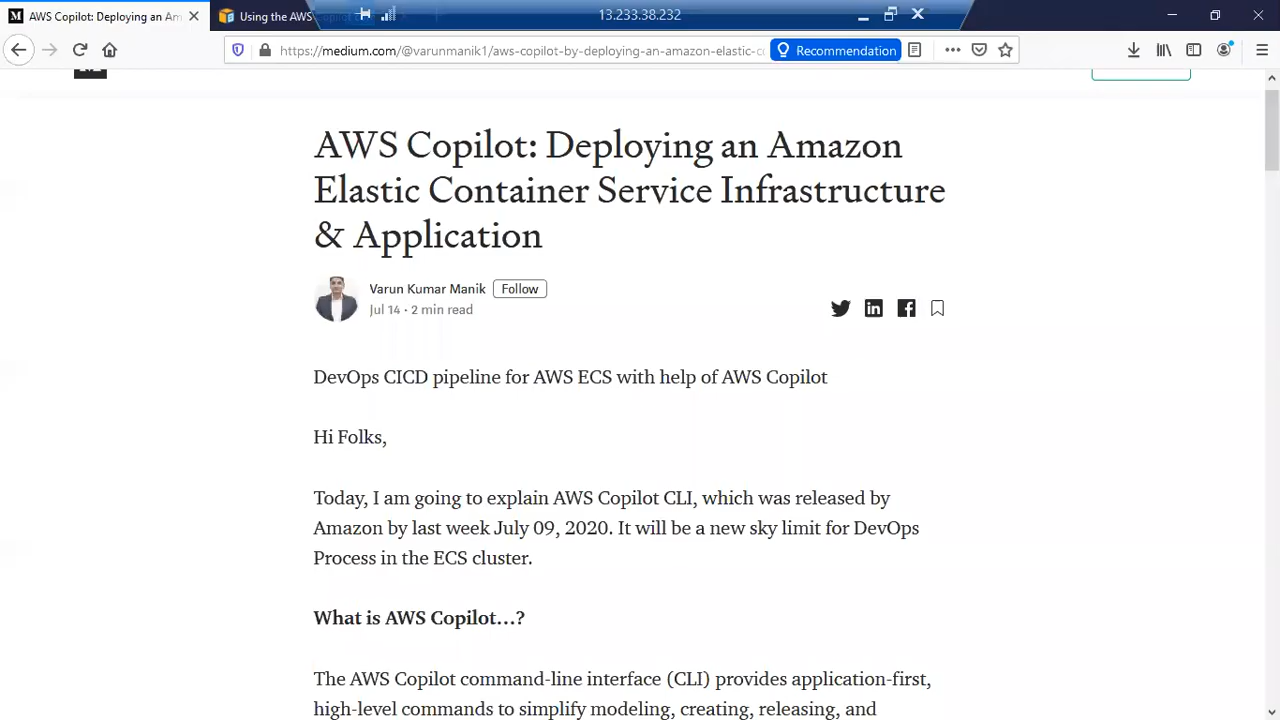 AWS Copilot: Deploying an Am
Using the AWS Copilot
13.233.38.232
https://medium.com/@varunmanik1/aws-copilot-by-deploying-an-amazon-elastic-c
Recommendation
AWS Copilot: Deploying an Amazon
Elastic Container Service Infrastructure
& Application
Varun Kumar Manik Follow
Jul 14 · 2 min read
DevOps CICD pipeline for AWS ECS with help of AWS Copilot
Hi Folks,
Today, I am going to explain AWS Copilot CLI, which was released by
Amazon by last week July 09, 2020. It will be a new sky limit for DevOps
Process in the ECS cluster.
What is AWS Copilot…?
The AWS Copilot command-line interface (CLI) provides application-first,
high-level commands to simplify modeling, creating, releasing, and